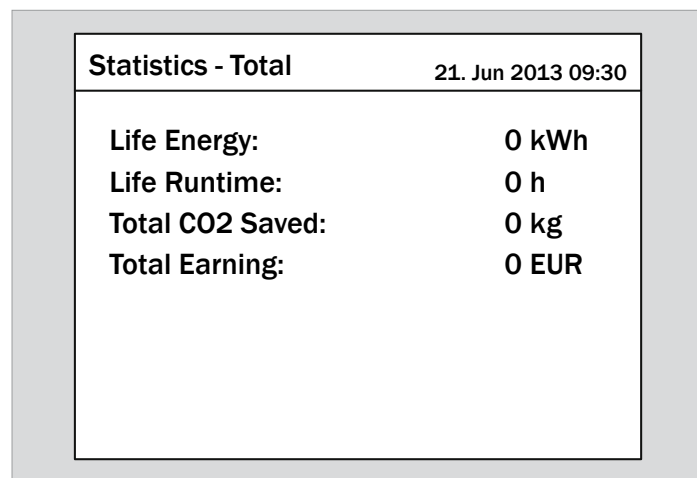 Statistics - Total 21. Jun 2013 09:30
Life Energy: 0 kWh
Life Runtime: 0 h
Total CO2 Saved: 0 kg
Total Earning: 0 EUR